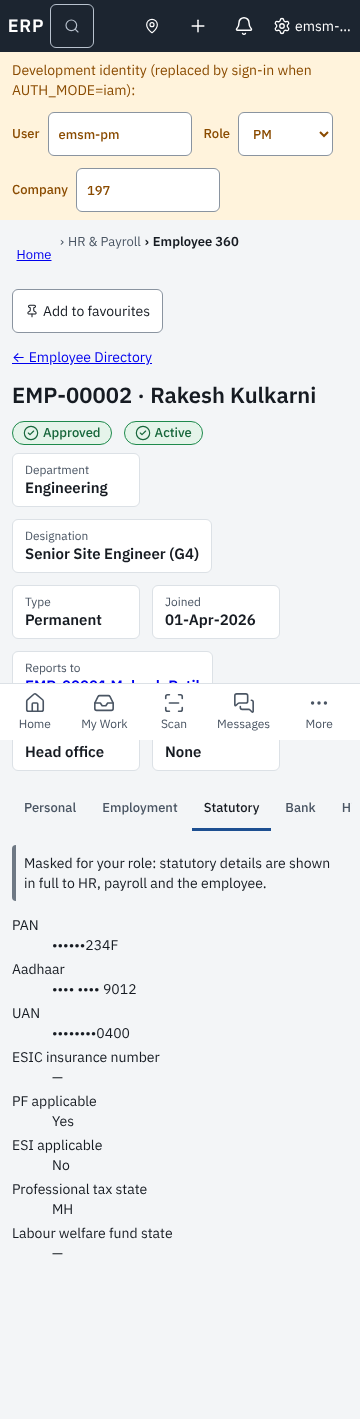 ERP
emsm-...
Development identity (replaced by sign-in when
AUTH_MODE=iam):
User
emsm-pm
Role
PM
Company
197
Home
› HR & Payroll › Employee 360
Add to favourites
← Employee Directory
EMP-00002 · Rakesh Kulkarni
Approved
Active
Department
Engineering
Designation
Senior Site Engineer (G4)
Type
Permanent
Joined
01-Apr-2026
Reports to
Home
My Work
Scan
Messages
More
Head office
None
Personal
Employment
Statutory
Bank
H
Masked for your role: statutory details are shown
in full to HR, payroll and the employee.
PAN
••••••234F
Aadhaar
•••• •••• 9012
UAN
••••••••0400
ESIC insurance number
—
PF applicable
Yes
ESI applicable
No
Professional tax state
MH
Labour welfare fund state
—